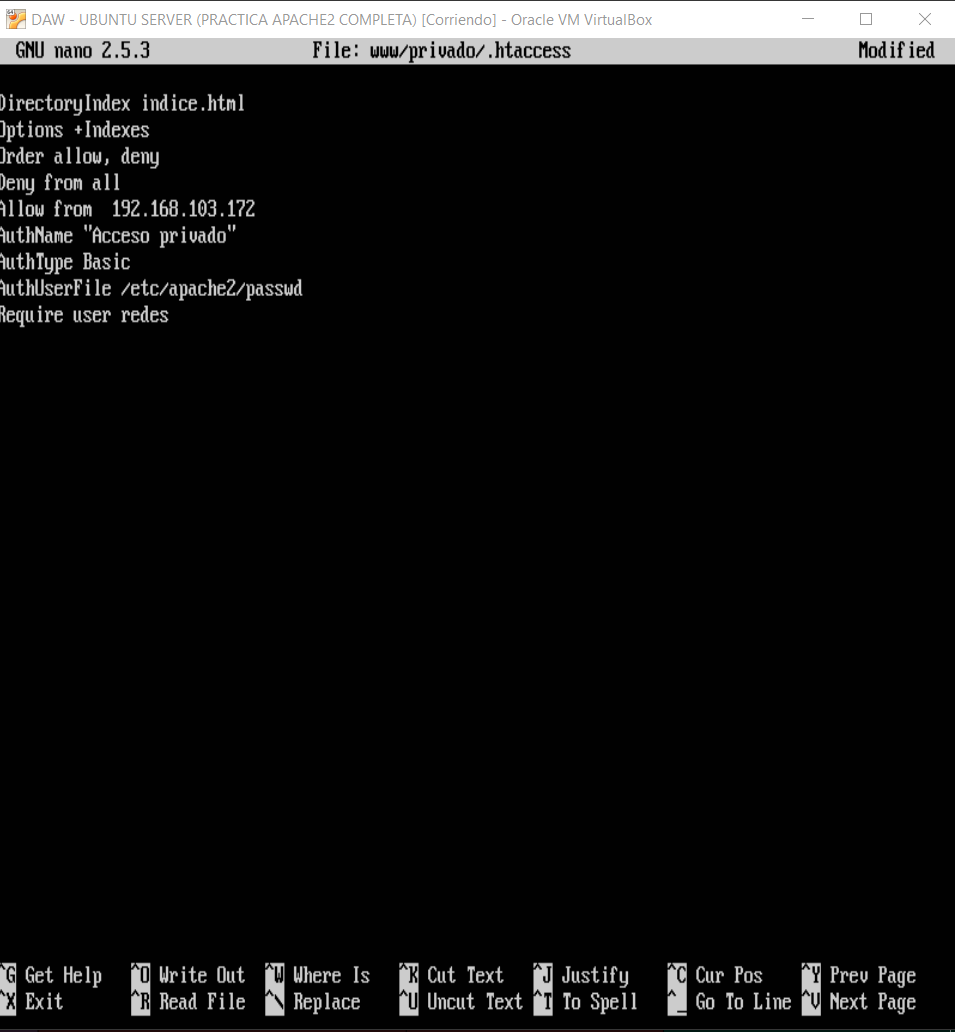 DAW - UBUNTU SERVER (PRACTICA APACHE2 COMPLETA) [Corriendo] - Oracle VM VirtualBox
GNU nano 2.5.3 File: www/privado/.htaccess Modified
DirectoryIndex indice.html
Options +Indexes
Order allow, deny
Deny from all
Allow from  192.168.103.172
AuthName "Acceso privado"
AuthType Basic
AuthUserFile /etc/apache2/passwd
Require user redes
^G Get Help ^O Write Out ^W Where Is ^K Cut Text ^J Justify ^C Cur Pos ^Y Prev Page
^X Exit ^R Read File ^\ Replace ^U Uncut Text ^T To Spell ^_ Go To Line ^V Next Page